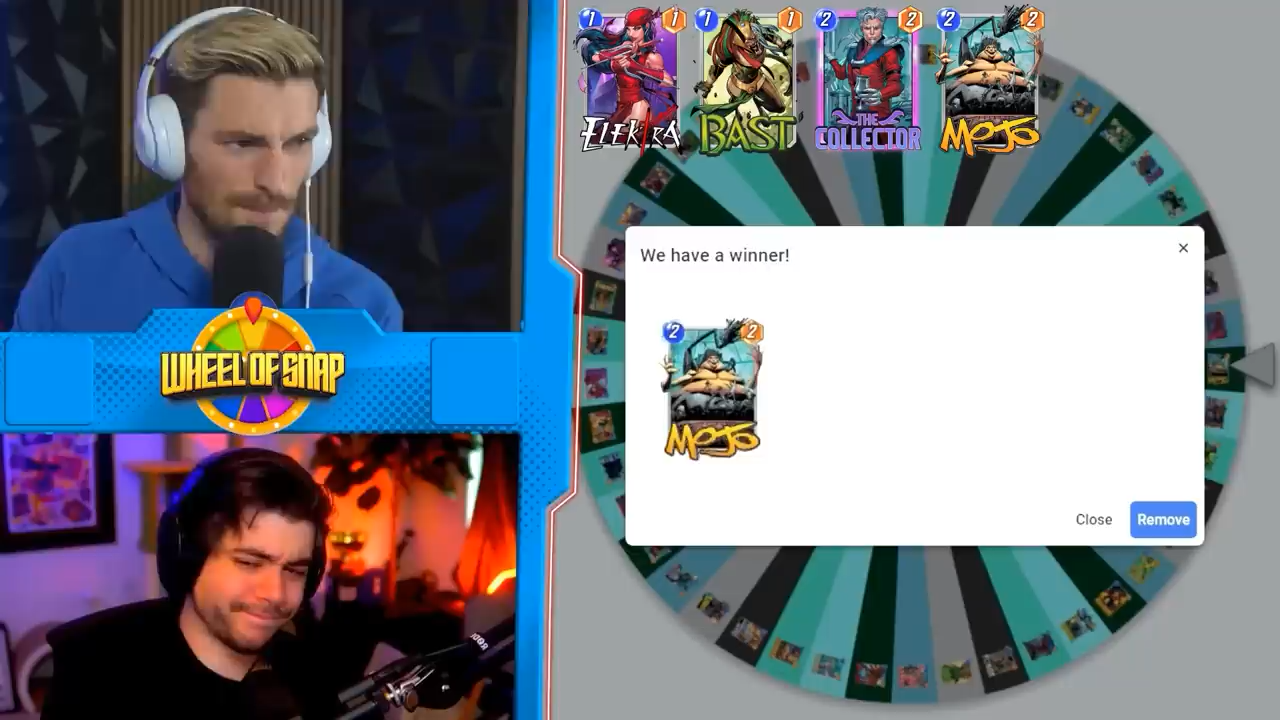 1 1 1 1 2 2 2 2
ELEKTRA BAST THE COLLECTOR MOJO
We have a winner!
×
2 2
MOJO
Close Remove
WHEEL OF SNAP